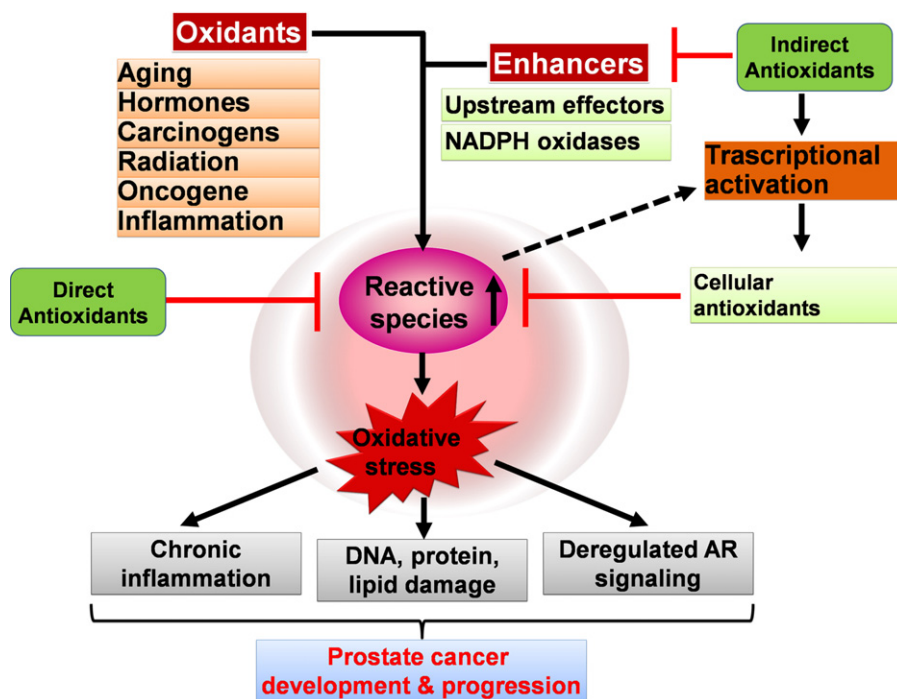 Oxidants
Aging
Hormones
Carcinogens
Radiation
Oncogene
Inflammation
Enhancers
Upstream effectors
NADPH oxidases
Indirect
Antioxidants
Trascriptional
activation
Cellular
antioxidants
Direct
Antioxidants
Reactive
species
Oxidative
stress
Chronic
inflammation
DNA, protein,
lipid damage
Deregulated AR
signaling
Prostate cancer
development & progression